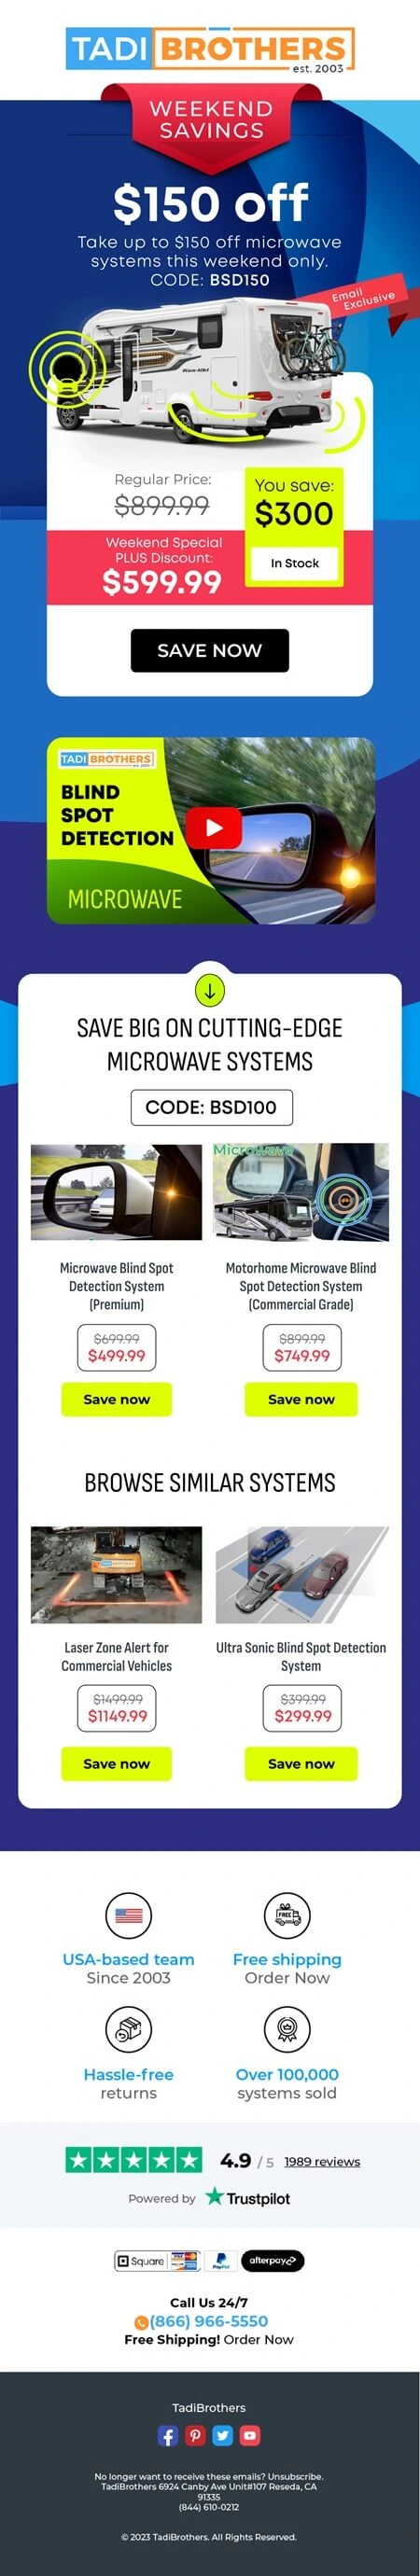 TADI BROTHERS
est. 2003
WEEKEND
SAVINGS
$150 off
Take up to $150 off microwave
systems this weekend only.
CODE: BSD150
Email
Exclusive
Kon-tiki
Regular Price:
$899.99
You save:
$300
In Stock
Weekend Special
PLUS Discount:
$599.99
SAVE NOW
TADI BROTHERS
BLIND
SPOT
DETECTION
MICROWAVE
SAVE BIG ON CUTTING-EDGE
MICROWAVE SYSTEMS
CODE: BSD100
Microwave
Microwave Blind Spot
Detection System
(Premium)
$699.99
$499.99
Save now
Motorhome Microwave Blind
Spot Detection System
(Commercial Grade)
$899.99
$749.99
Save now
BROWSE SIMILAR SYSTEMS
Laser Zone Alert for
Commercial Vehicles
$1499.99
$1149.99
Save now
Ultra Sonic Blind Spot Detection
System
$399.99
$299.99
Save now
USA-based team
Since 2003
FREE
Free shipping
Order Now
Hassle-free
returns
Over 100,000
systems sold
4.9 / 5 1989 reviews
Powered by Trustpilot
Square PayPal afterpay
Call Us 24/7
(866) 966-5550
Free Shipping! Order Now
TadiBrothers
No longer want to receive these emails? Unsubscribe.
TadiBrothers 6924 Canby Ave Unit#107 Reseda, CA
91335
(844) 610-0212
© 2023 TadiBrothers. All Rights Reserved.